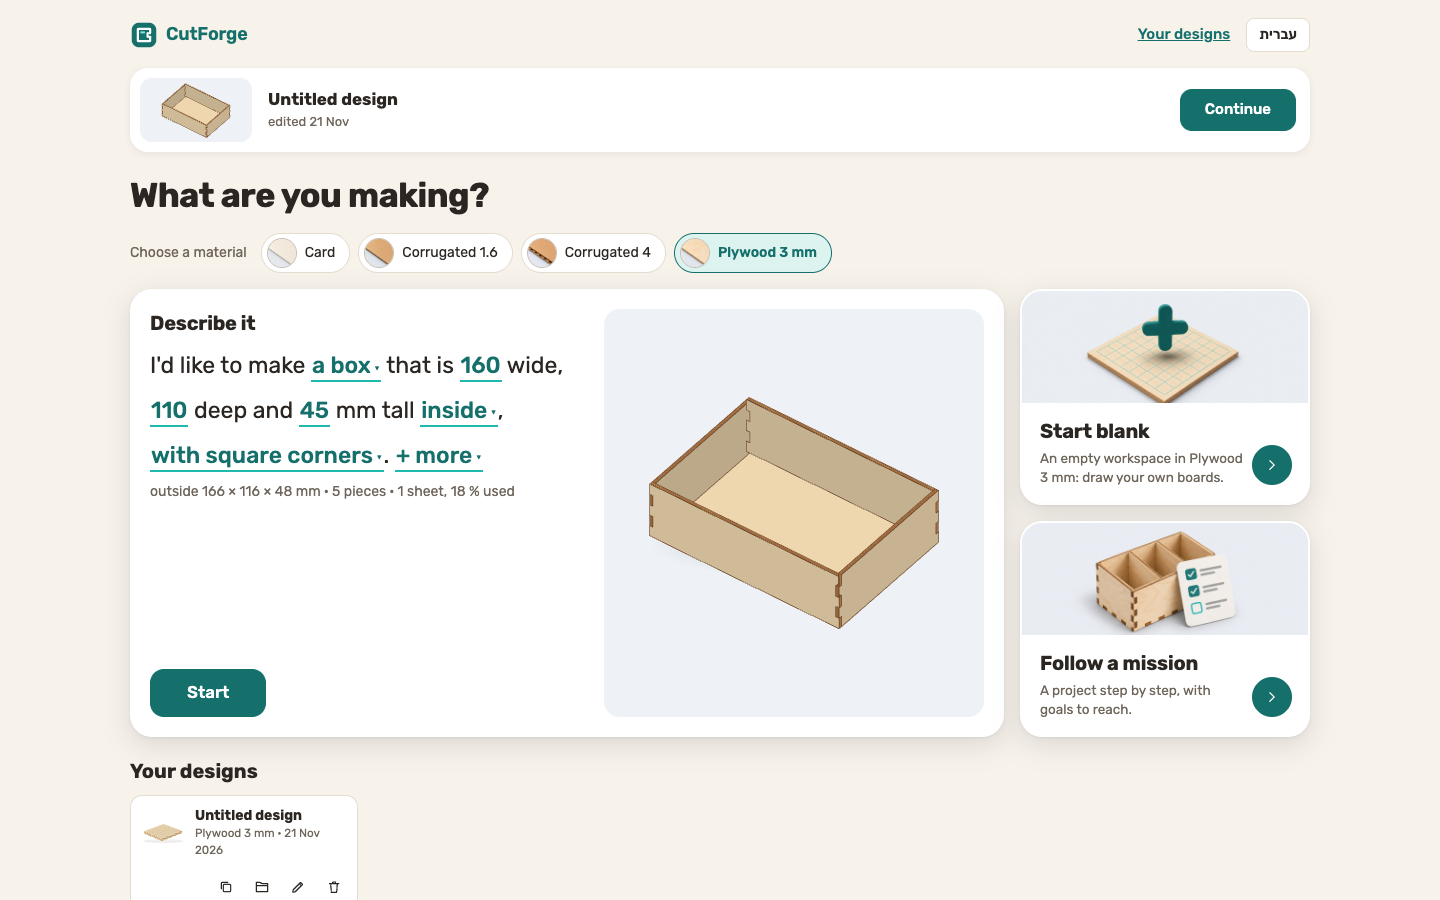 CutForge
Your designs
עברית
Untitled design
edited 21 Nov
Continue
What are you making?
Choose a material
Card
Corrugated 1.6
Corrugated 4
Plywood 3 mm
Describe it
I'd like to make a box that is 160 wide,
110 deep and 45 mm tall inside,
with square corners. + more
outside 166 × 116 × 48 mm • 5 pieces • 1 sheet, 18 % used
Start
Start blank
An empty workspace in Plywood
3 mm: draw your own boards.
Follow a mission
A project step by step, with
goals to reach.
Your designs
Untitled design
Plywood 3 mm • 21 Nov
2026